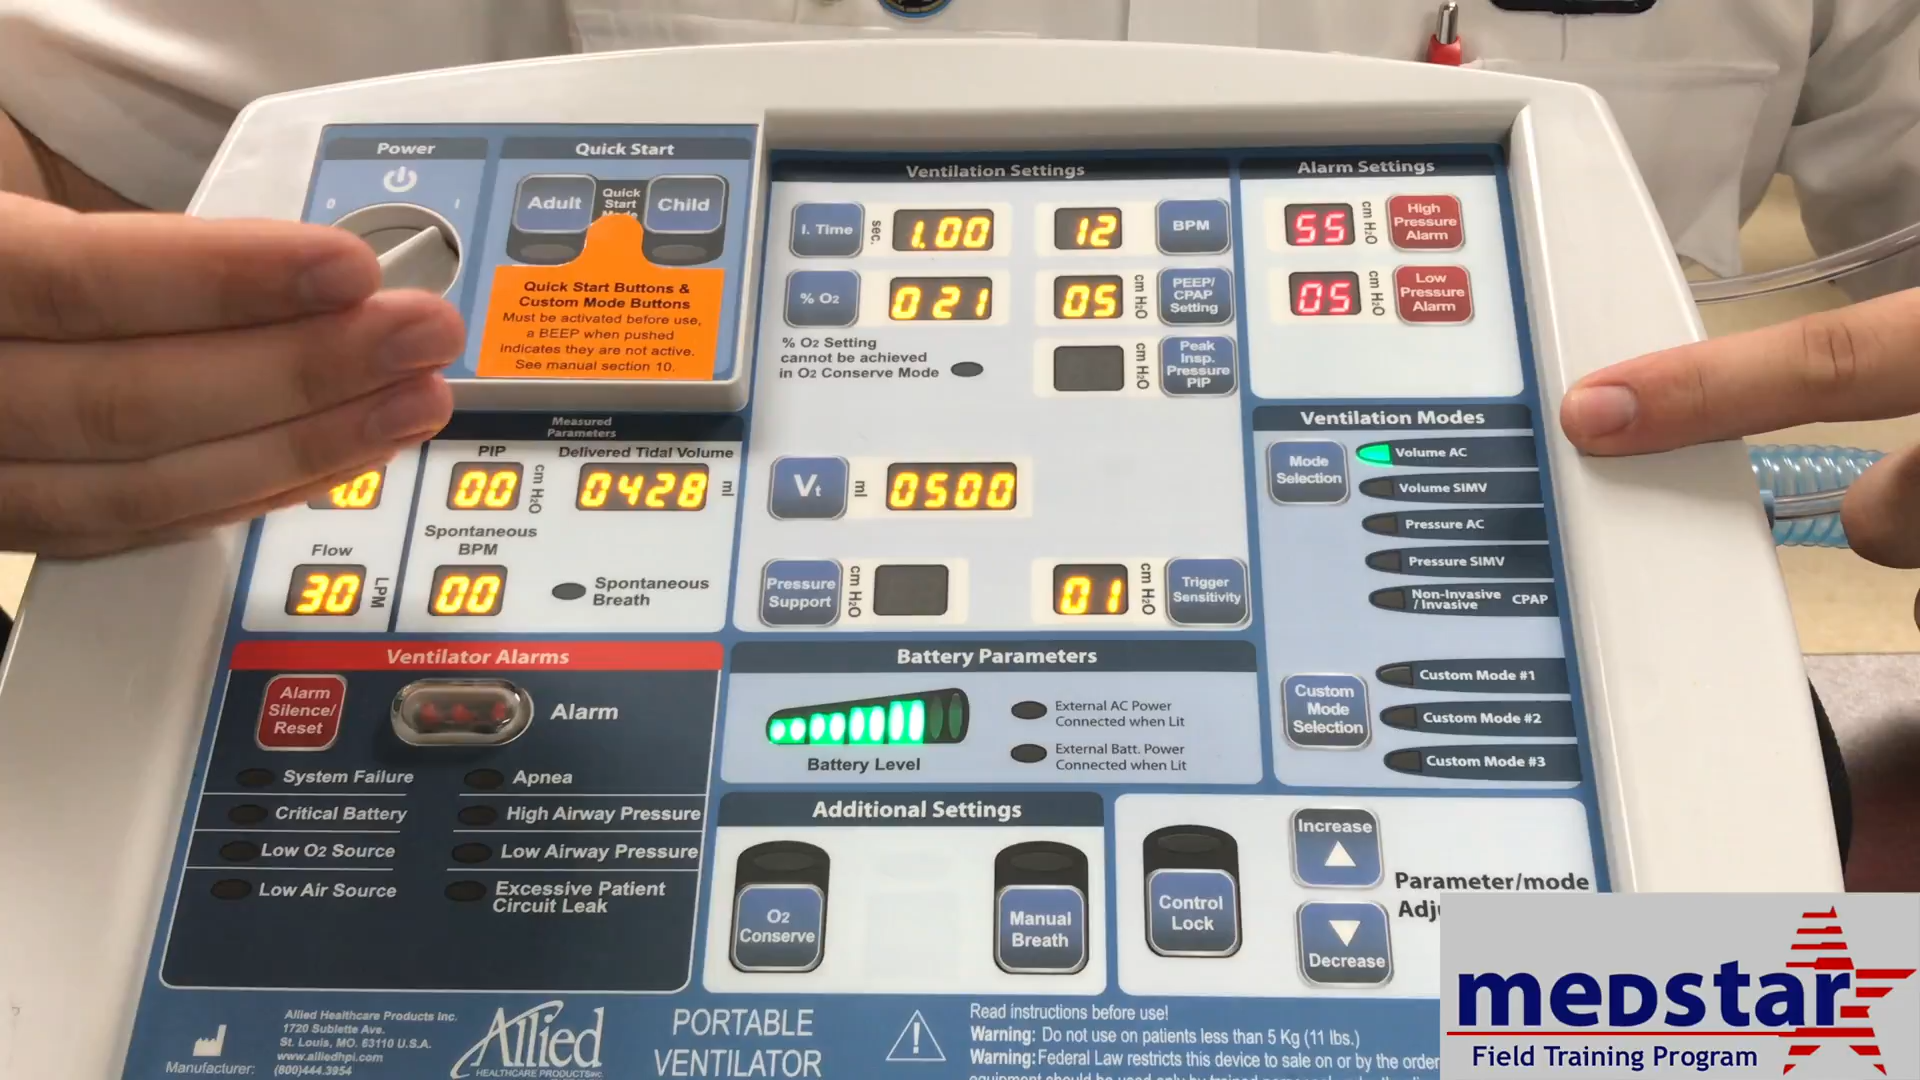 Power
0
I
Quick Start
Adult
Quick
Start
Child
Quick Start Buttons &
Custom Mode Buttons
Must be activated before use,
a BEEP when pushed
indicates they are not active.
See manual section 10.
Ventilation Settings
I. Time
1.00
sec.
12
BPM
% O2
021
05
cm H2O
PEEP/
CPAP
Setting
% O2 Setting
cannot be achieved
in O2 Conserve Mode
cm H2O
Peak
Insp.
Pressure
PIP
Vt
ml
0500
Pressure
Support
cm H2O
01
cm H2O
Trigger
Sensitivity
Alarm Settings
55
cm H2O
High
Pressure
Alarm
05
cm H2O
Low
Pressure
Alarm
Measured
Parameters
PIP
00
cm H2O
Delivered Tidal Volume
0428
ml
Flow
30
LPM
Spontaneous
BPM
00
Spontaneous
Breath
Ventilation Modes
Mode
Selection
Volume AC
Volume SIMV
Pressure AC
Pressure SIMV
Non-Invasive
/Invasive CPAP
Custom
Mode
Selection
Custom Mode #1
Custom Mode #2
Custom Mode #3
Ventilator Alarms
Alarm
Silence/
Reset
Alarm
System Failure
Apnea
Critical Battery
High Airway Pressure
Low O2 Source
Low Airway Pressure
Low Air Source
Excessive Patient
Circuit Leak
Battery Parameters
Battery Level
External AC Power
Connected when Lit
External Batt. Power
Connected when Lit
Additional Settings
O2
Conserve
Manual
Breath
Control
Lock
Increase
Decrease
Parameter/mode
Manufacturer:
Allied Healthcare Products Inc.
1720 Sublette Ave.
St. Louis, MO. 63110 U.S.A.
www.alliedhpi.com
(800)444.3954
Allied
HEALTHCARE PRODUCTS INC.
PORTABLE
VENTILATOR
Read instructions before use!
Warning: Do not use on patients less than 5 Kg (11 lbs.)
Warning: Federal Law restricts this device to sale on or by the order
medstar
Field Training Program